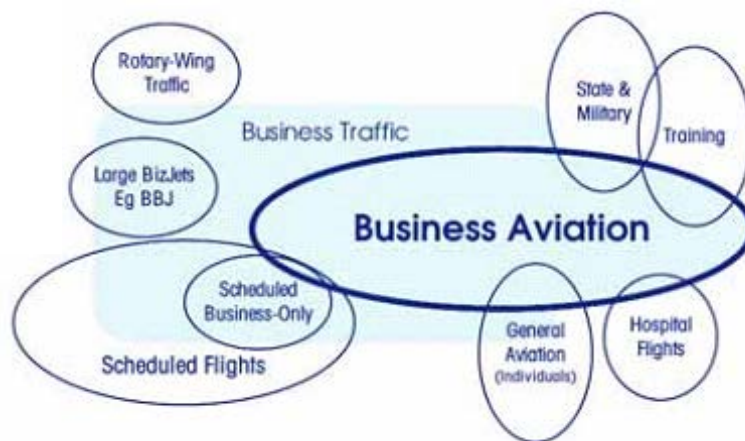 Rotary-Wing
Traffic
State &
Military
Training
Business Traffic
Large BizJets
Eg BBJ
Business Aviation
Scheduled
Business-Only
Scheduled Flights
General
Aviation
(Individuals)
Hospital
Flights